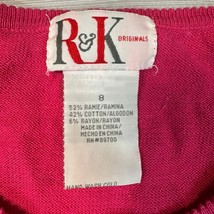 R&K
ORIGINALS
8
52% RAMIE/RAMINA
42% COTTON/ALGODON
6% RAYON/RAYON
MADE IN CHINA/
HECHO EN CHINA
RN#89700
HAND WASH COLD